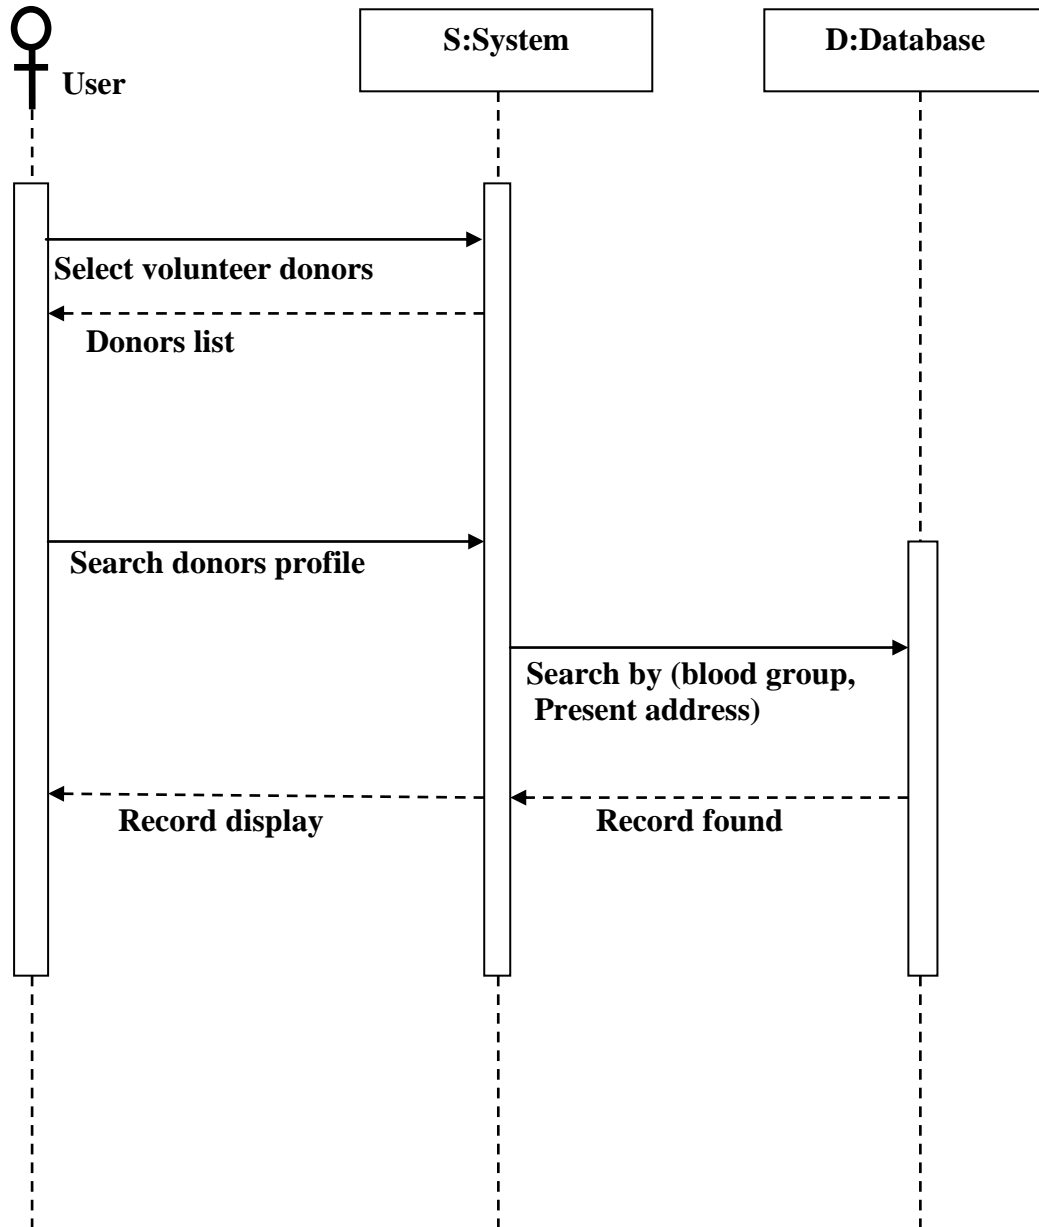 S:System
D:Database
User
Select volunteer donors
Donors list
Search donors profile
Search by (blood group,
Present address)
Record display
Record found